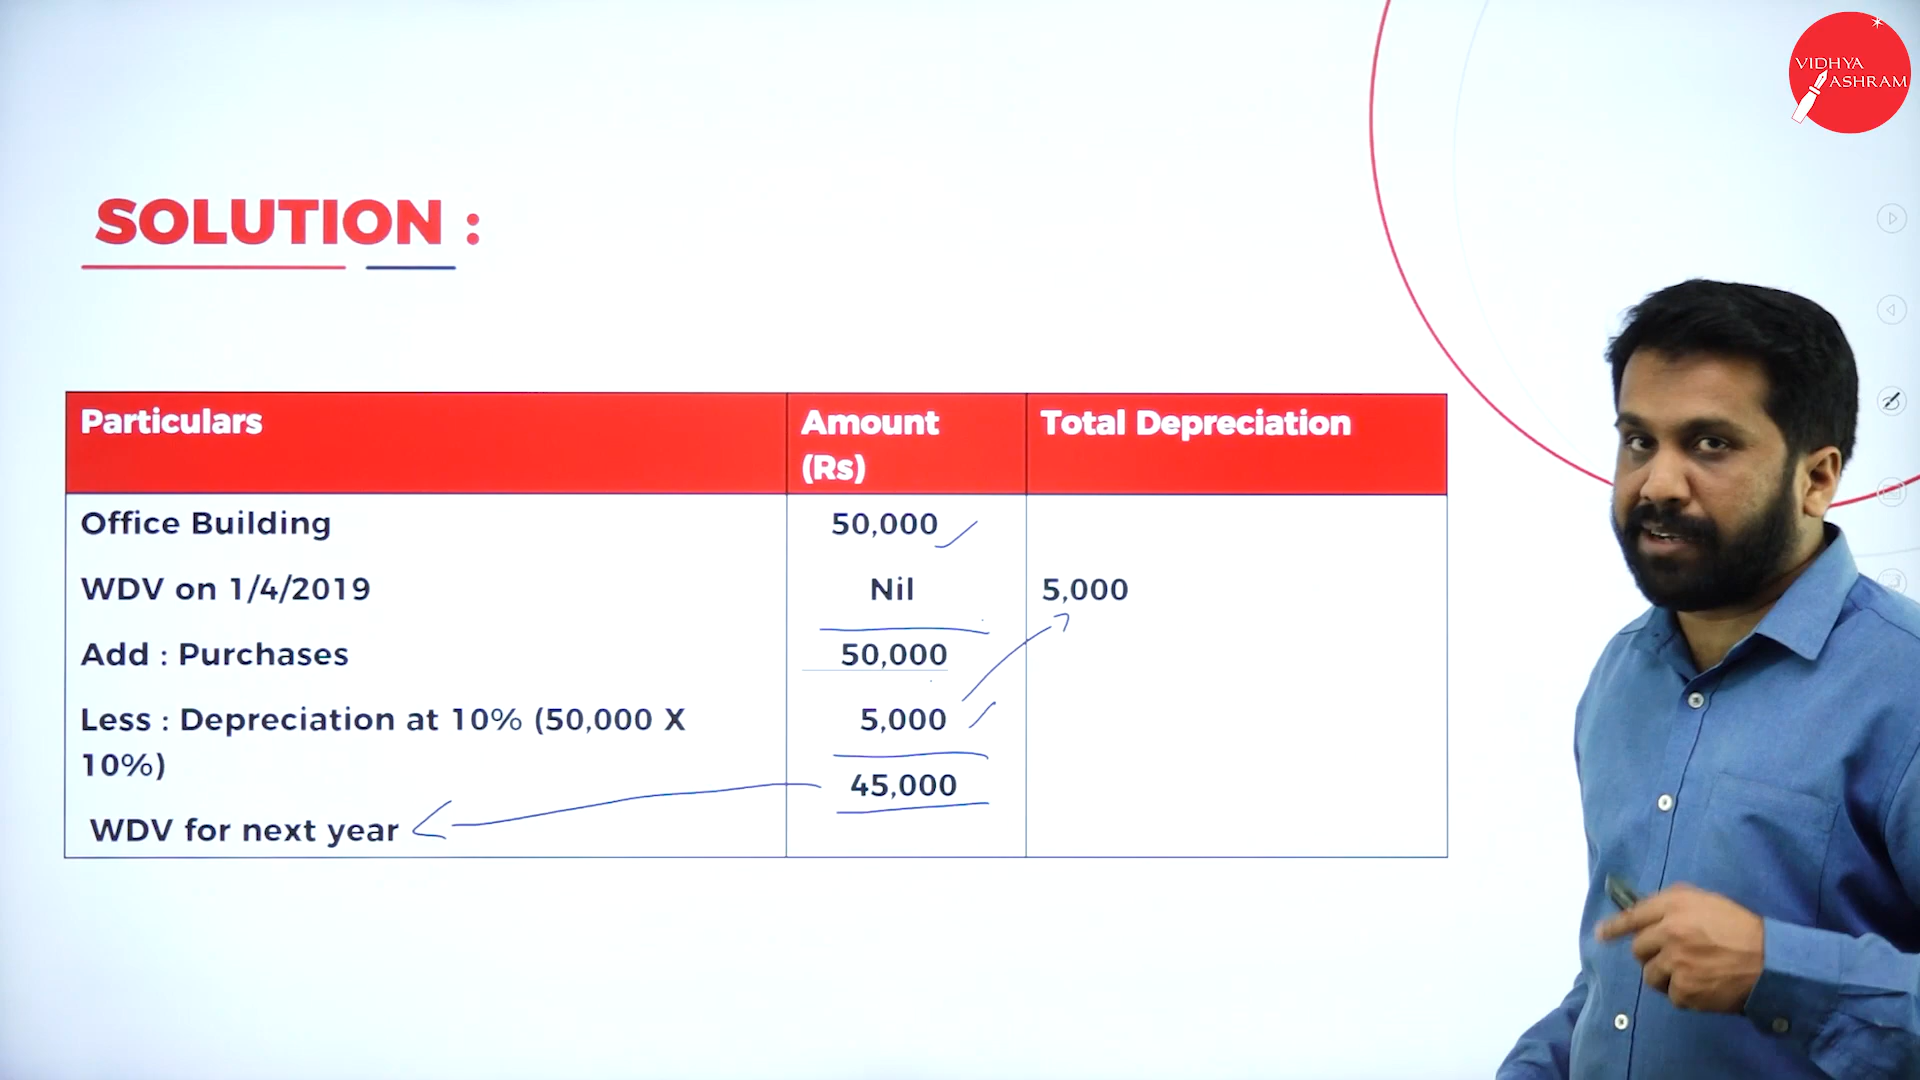 VIDHYA
ASHRAM
SOLUTION :
Particulars
Amount
(Rs)
Total Depreciation
Office Building
50,000
WDV on 1/4/2019
Nil
5,000
Add : Purchases
50,000
Less : Depreciation at 10% (50,000 X
10%)
5,000
45,000
WDV for next year